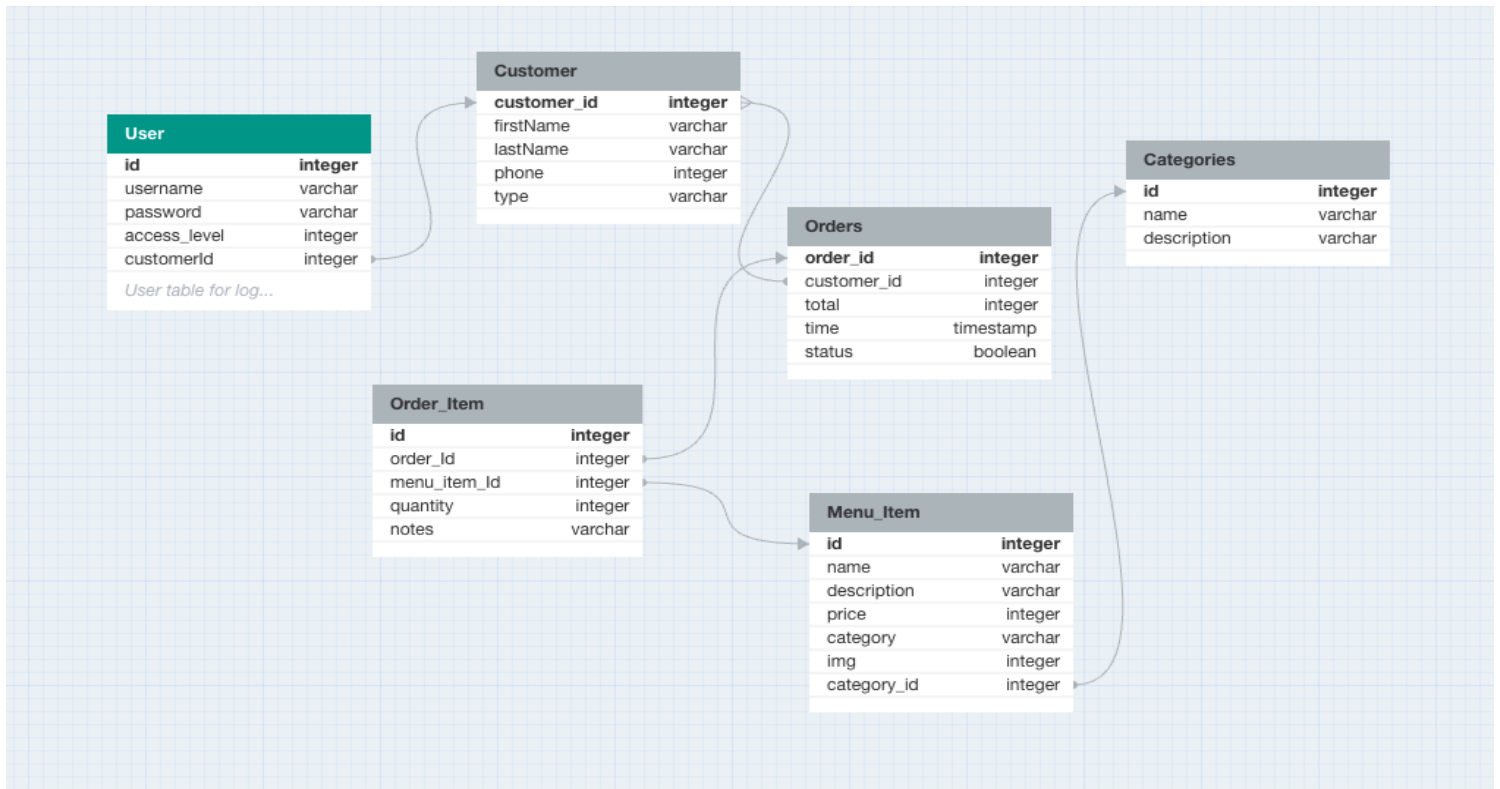 User
id integer
username varchar
password varchar
access_level integer
customerId integer
User table for log...
Customer
customer_id integer
firstName varchar
lastName varchar
phone integer
type varchar
Orders
order_id integer
customer_id integer
total integer
time timestamp
status boolean
Categories
id integer
name varchar
description varchar
Order_Item
id integer
order_Id integer
menu_item_Id integer
quantity integer
notes varchar
Menu_Item
id integer
name varchar
description varchar
price integer
category varchar
img integer
category_id integer